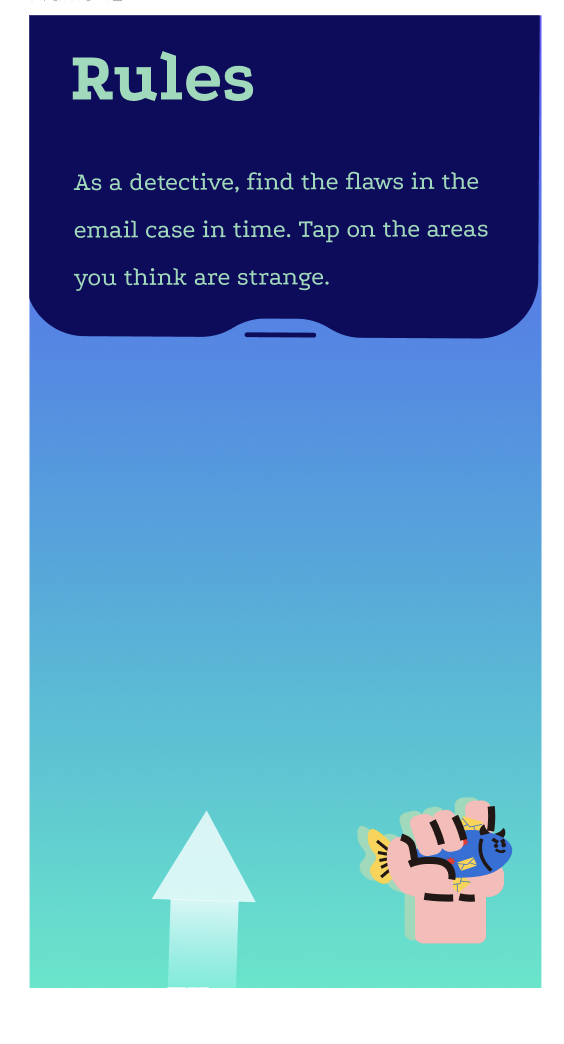 Rules
As a detective, find the flaws in the
email case in time. Tap on the areas
you think are strange.